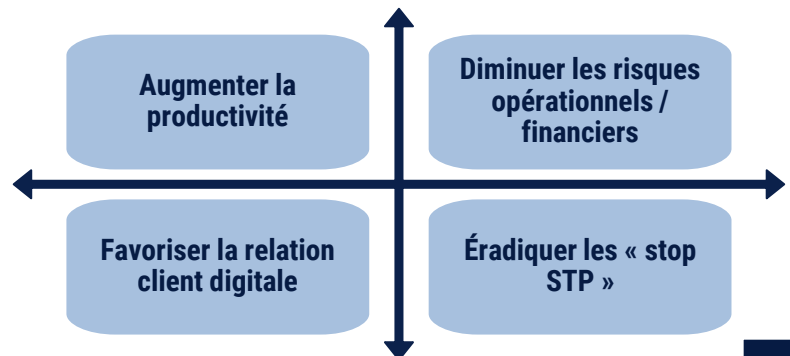 Augmenter la
productivité
Diminuer les risques
opérationnels /
financiers
Favoriser la relation
client digitale
Éradiquer les « stop
STP »